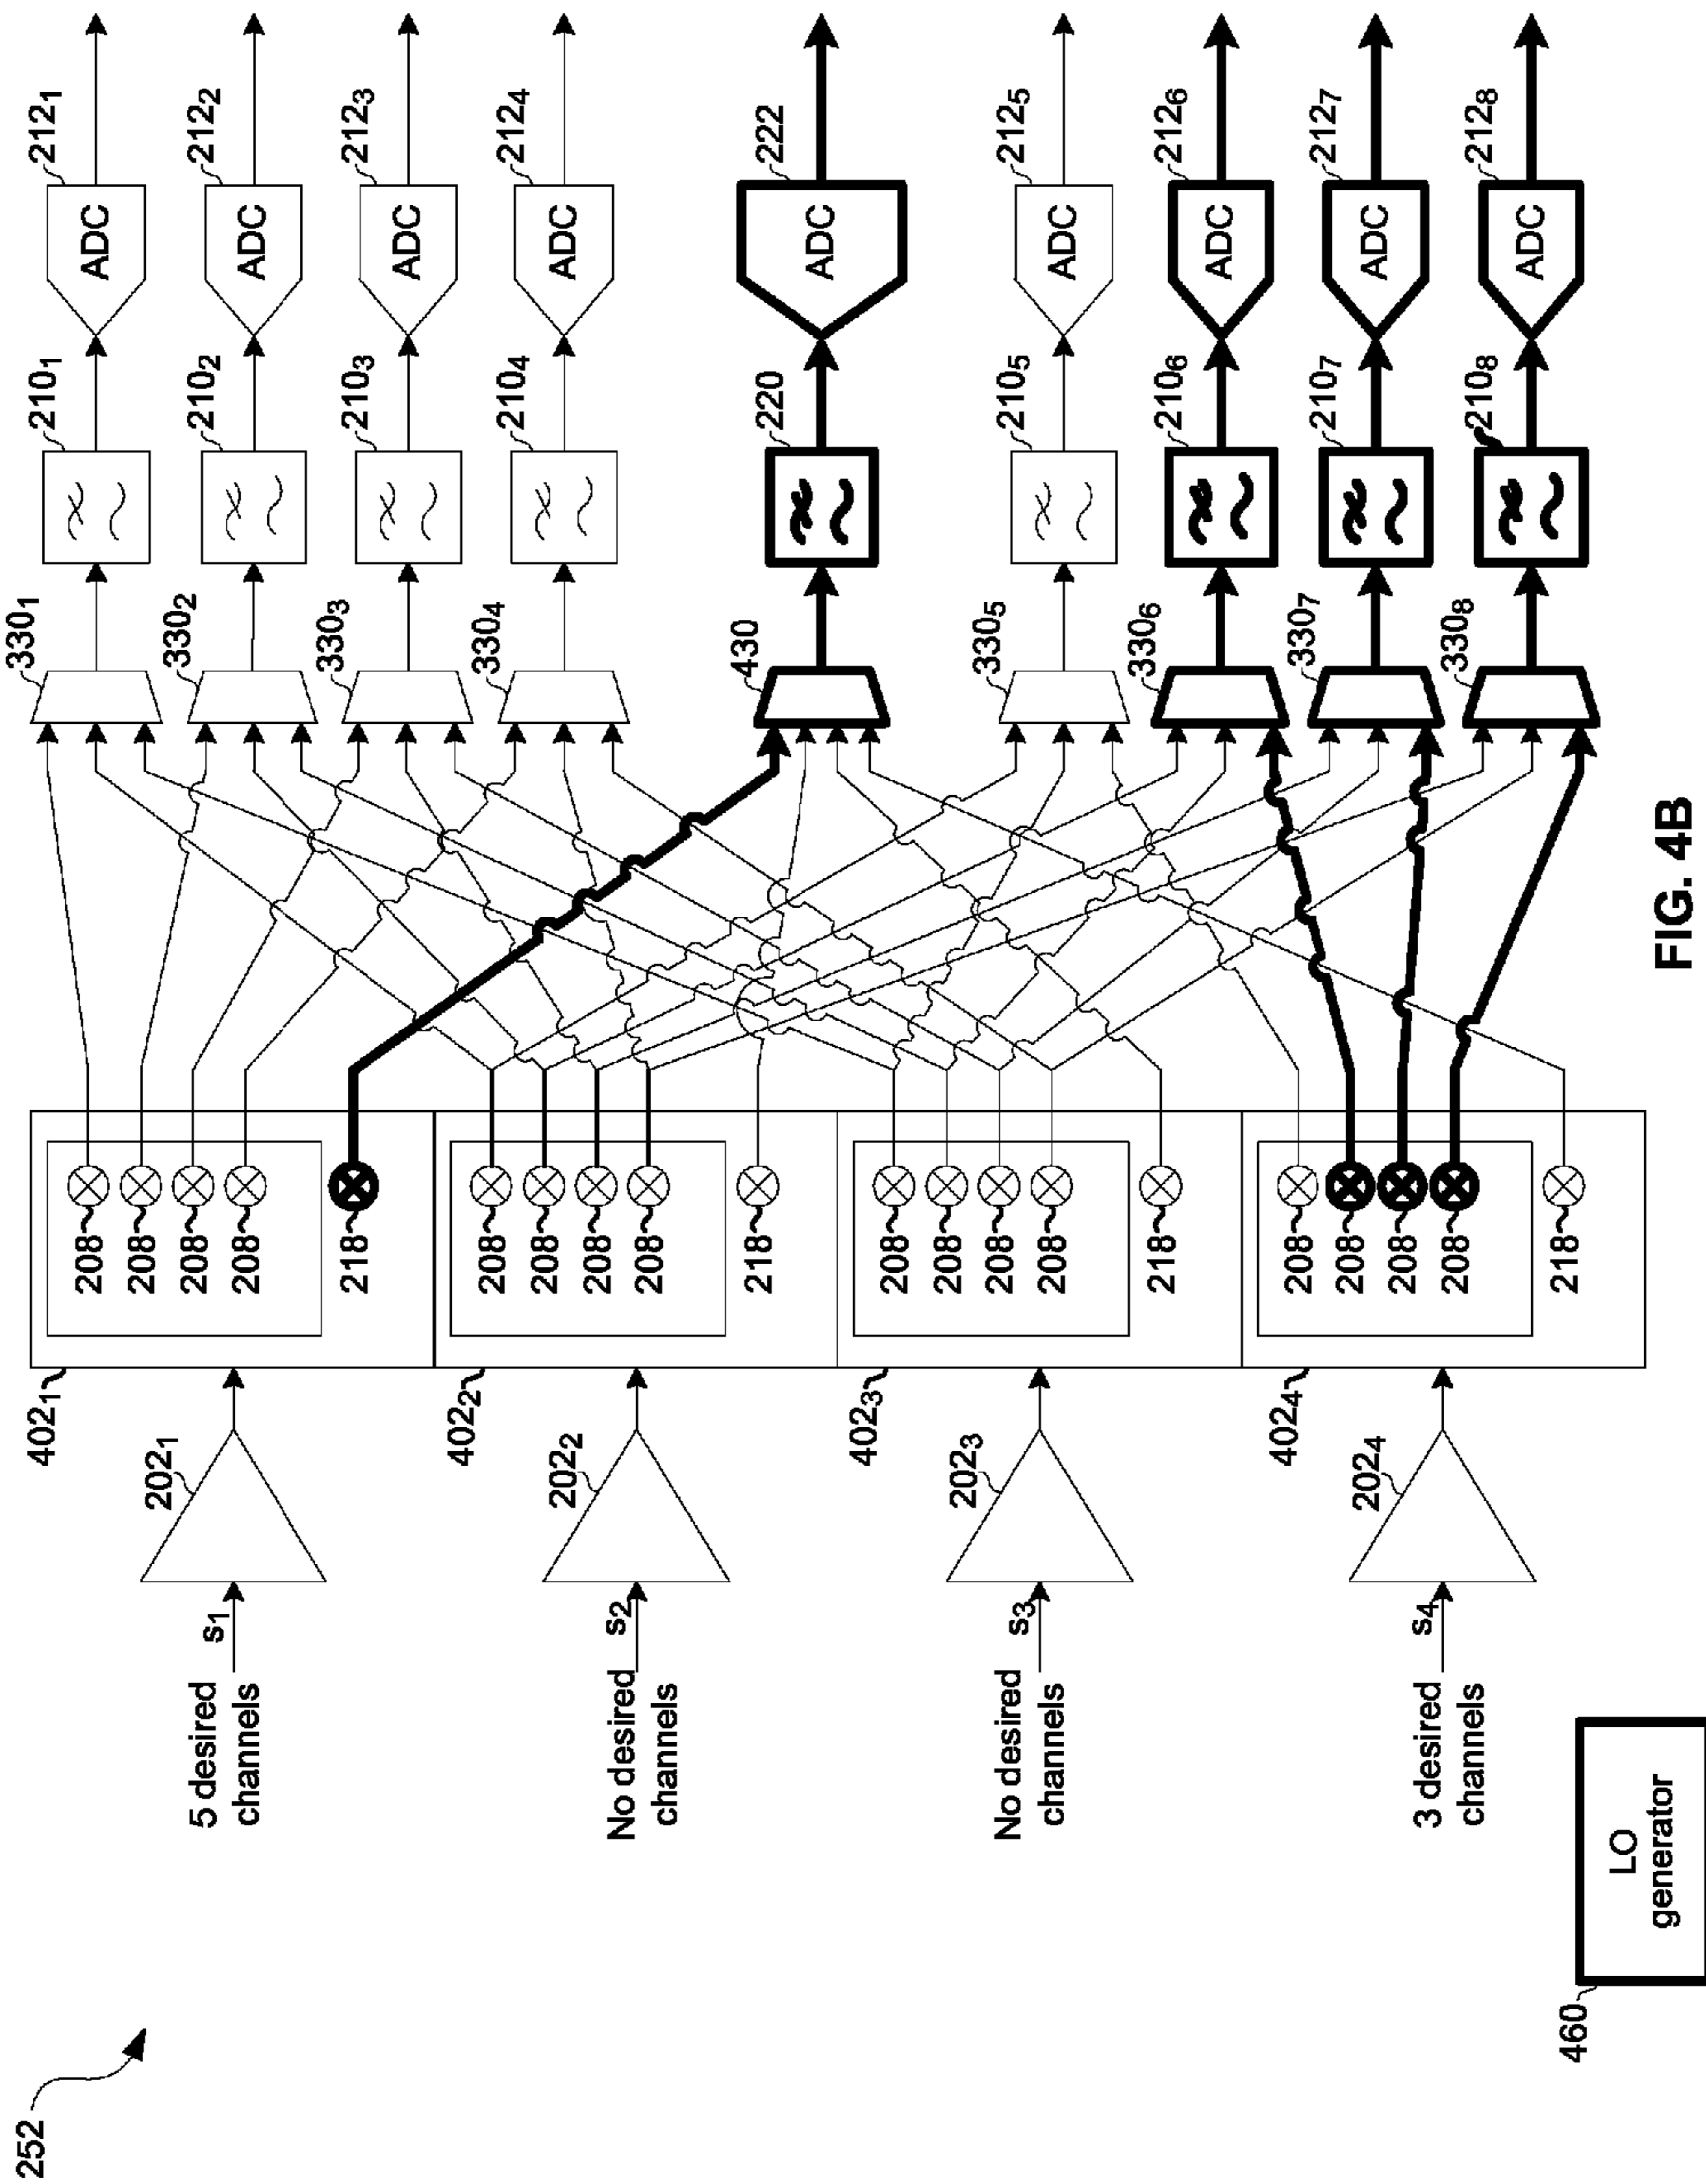 252
5 desired
channels
s1
2021
4021
208
208
208
208
218
No desired
channels
s2
2022
4022
208
208
208
208
218
No desired
channels
s3
2023
4023
208
208
208
208
218
3 desired
channels
s4
2024
4024
208
208
208
208
218
460
LO
generator
3301
2101
2121
ADC
3302
2102
2122
ADC
3303
2103
2123
ADC
3304
2104
2124
ADC
430
220
222
ADC
3305
2105
2125
ADC
3306
2106
2126
ADC
3307
2107
2127
ADC
3308
2108
2128
ADC
FIG. 4B